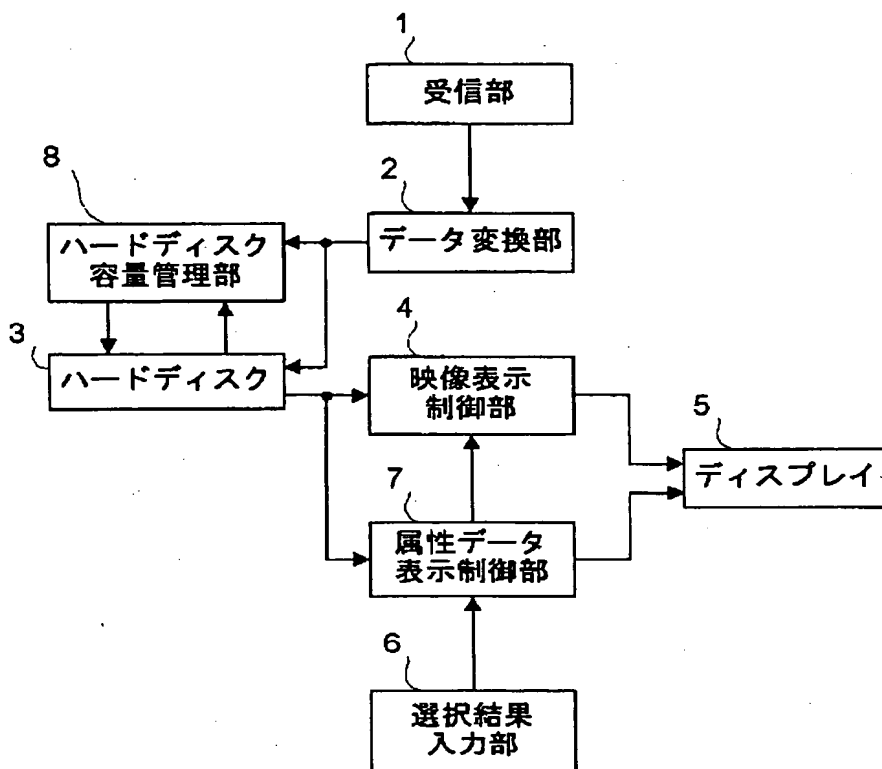 1
受信部
2
データ変換部
8
ハードディスク
容量管理部
3
ハードディスク
4
映像表示
制御部
5
ディスプレイ
7
属性データ
表示制御部
6
選択結果
入力部